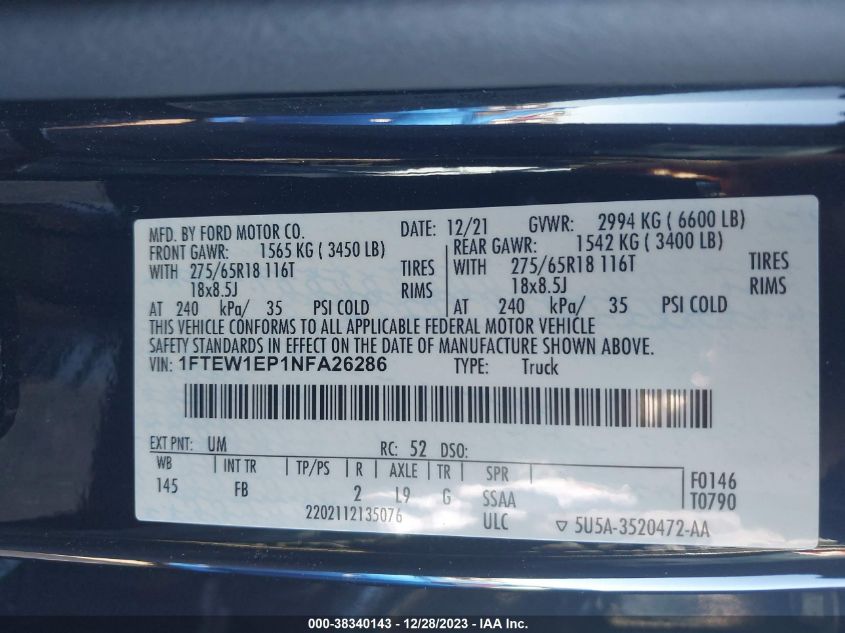 MFD. BY FORD MOTOR CO. DATE: 12/21 GVWR: 2994 KG ( 6600 LB)
FRONT GAWR: 1565 KG ( 3450 LB) REAR GAWR: 1542 KG ( 3400 LB)
WITH 275/65R18 116T TIRES WITH 275/65R18 116T TIRES
18x8.5J RIMS 18x8.5J RIMS
AT 240 kPa/ 35 PSI COLD AT 240 kPa/ 35 PSI COLD
THIS VEHICLE CONFORMS TO ALL APPLICABLE FEDERAL MOTOR VEHICLE
SAFETY STANDARDS IN EFFECT ON THE DATE OF MANUFACTURE SHOWN ABOVE.
VIN: 1FTEW1EP1NFA26286 TYPE: Truck
EXT PNT: UM RC: 52 DSO:
WB INT TR TP/PS R AXLE TR SPR F0146
145 FB 2 L9 G SSAA T0790
2202112135076 ULC ▽ 5U5A-3520472-AA
000-38340143 - 12/28/2023 - IAA Inc.